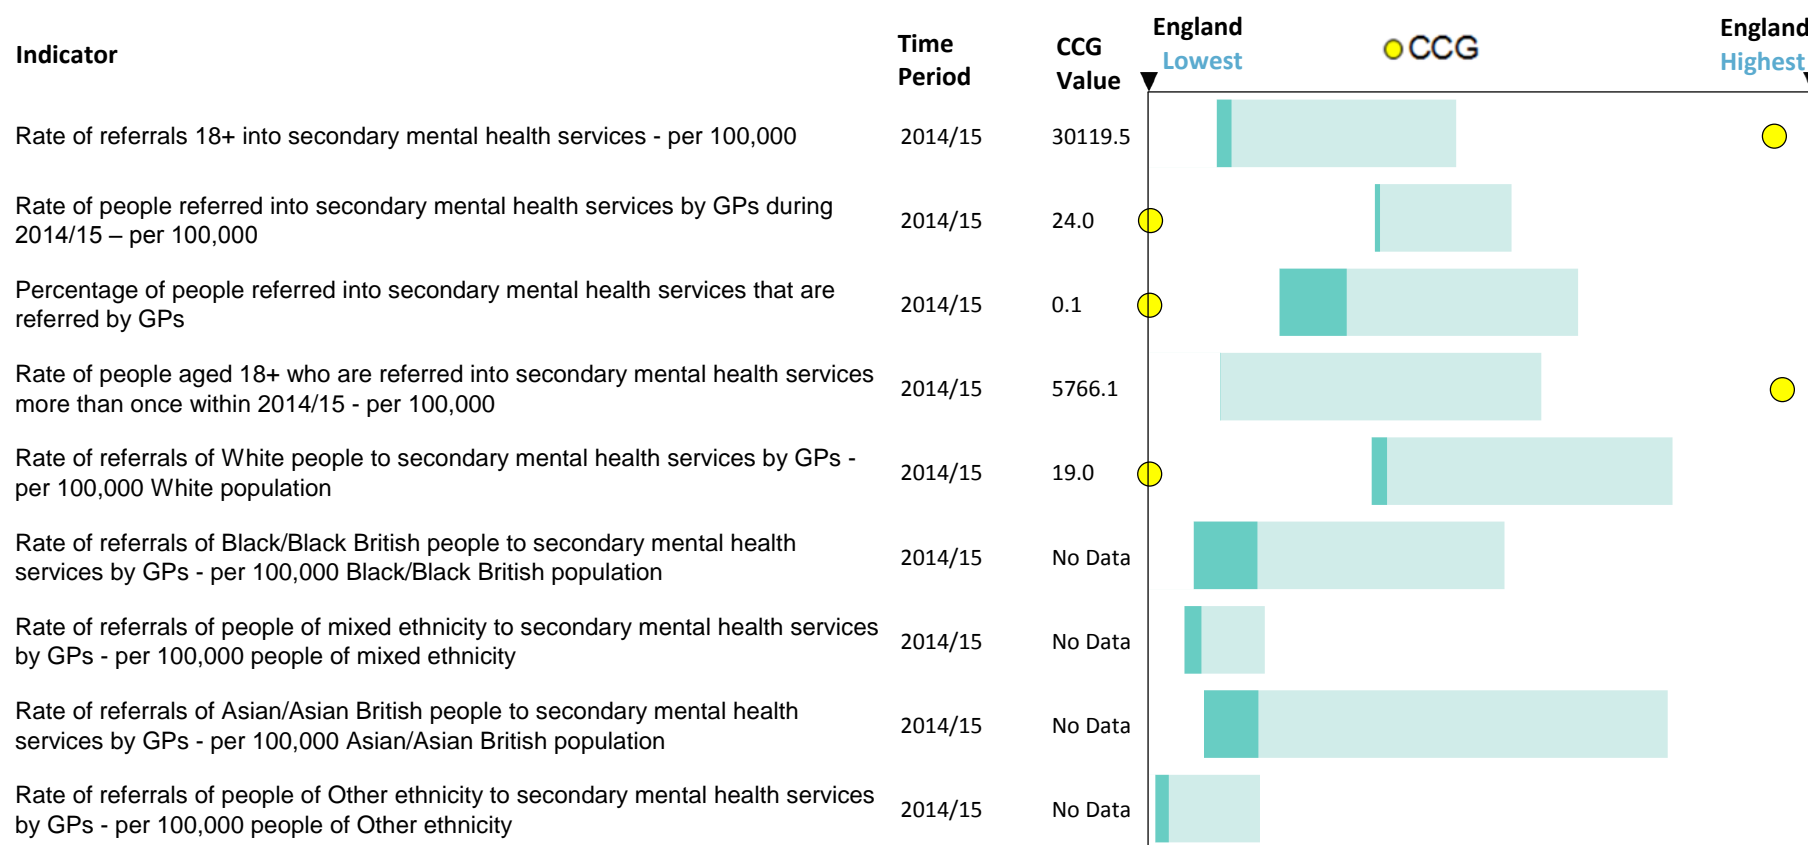 Indicator
Time
Period
CCG
Value
England
Lowest
CCG
England
Highest
Rate of referrals 18+ into secondary mental health services - per 100,000
2014/15
30119.5
Rate of people referred into secondary mental health services by GPs during
2014/15 – per 100,000
2014/15
24.0
Percentage of people referred into secondary mental health services that are
referred by GPs
2014/15
0.1
Rate of people aged 18+ who are referred into secondary mental health services
more than once within 2014/15 - per 100,000
2014/15
5766.1
Rate of referrals of White people to secondary mental health services by GPs -
per 100,000 White population
2014/15
19.0
Rate of referrals of Black/Black British people to secondary mental health
services by GPs - per 100,000 Black/Black British population
2014/15
No Data
Rate of referrals of people of mixed ethnicity to secondary mental health services
by GPs - per 100,000 people of mixed ethnicity
2014/15
No Data
Rate of referrals of Asian/Asian British people to secondary mental health
services by GPs - per 100,000 Asian/Asian British population
2014/15
No Data
Rate of referrals of people of Other ethnicity to secondary mental health services
by GPs - per 100,000 people of Other ethnicity
2014/15
No Data